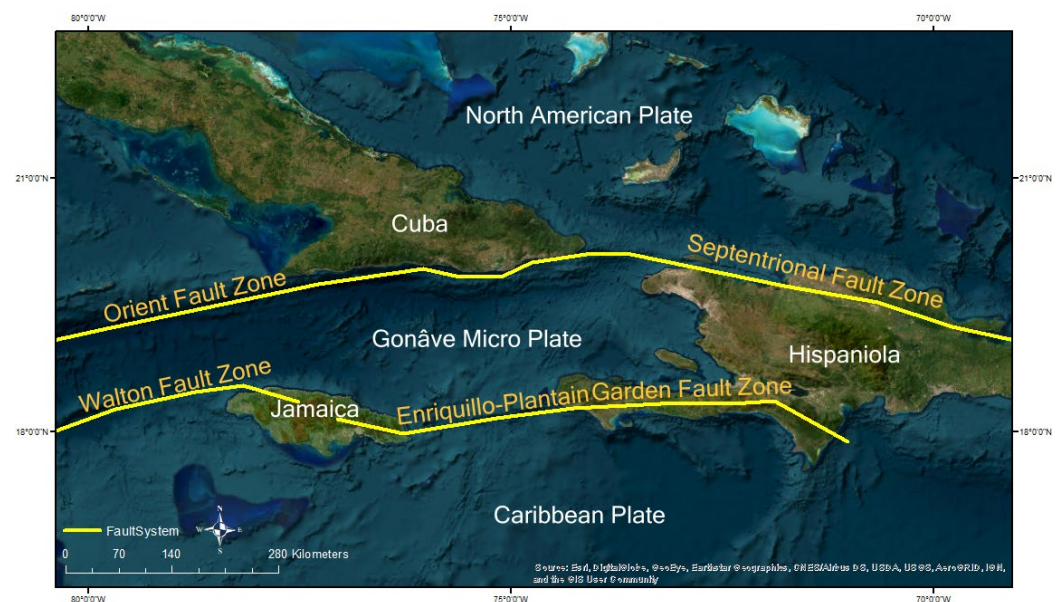 80°0'0"W 75°0'0"W 70°0'0"W
North American Plate
21°0'0"N 21°0'0"N
Cuba
Septentrional Fault Zone
Orient Fault Zone
Gonâve Micro Plate
Hispaniola
Walton Fault Zone
Jamaica
Enriquillo-Plantain Garden Fault Zone
18°0'0"N 18°0'0"N
Caribbean Plate
N
W E
S
FaultSystem
0 70 140 280 Kilometers
Source: Esri, DigitalGlobe, GeoEye, Earthstar Geographics, CNES/Airbus DS, USDA, USGS, AeroGRID, IGN,
and the GIS User Community
80°0'0"W 75°0'0"W 70°0'0"W